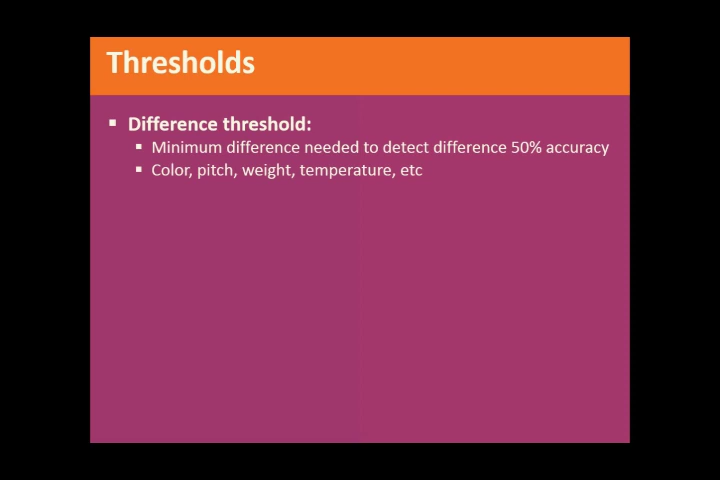 Thresholds
Difference threshold:
Minimum difference needed to detect difference 50% accuracy
Color, pitch, weight, temperature, etc